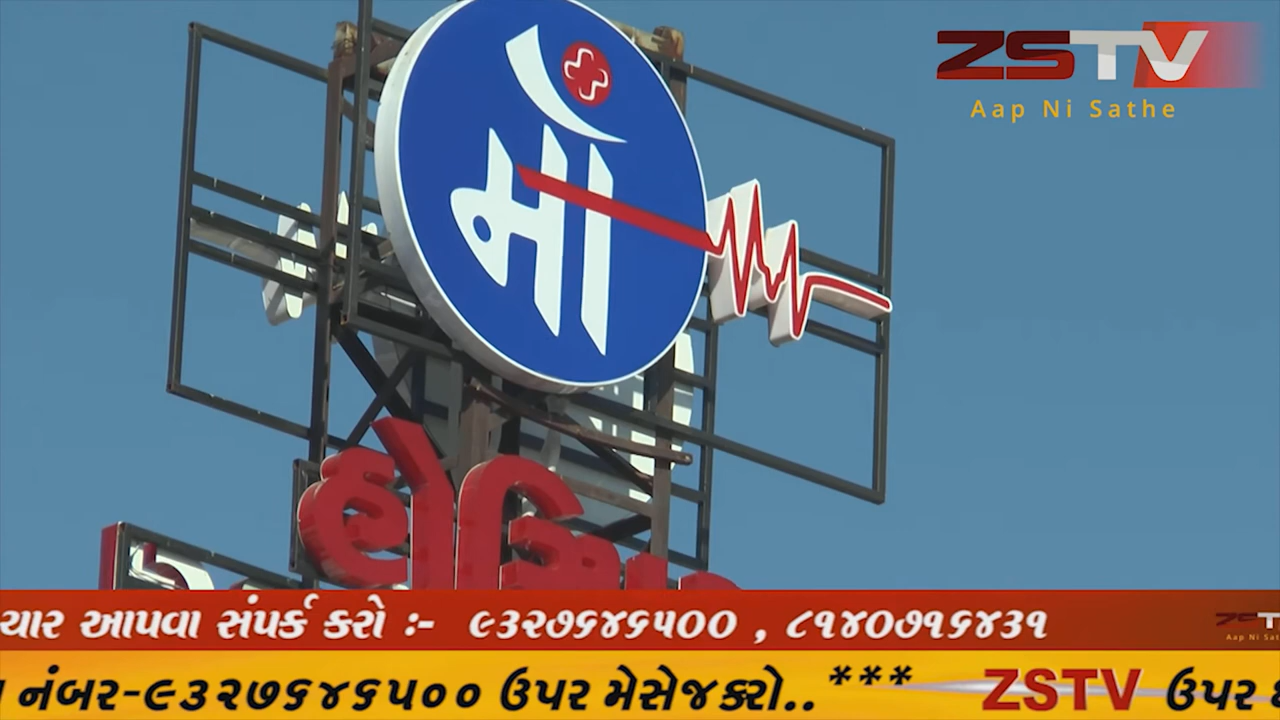 ZSTV
Aap Ni Sathe
માઁ
ચાર આપવા સંપર્ક કરો :- ૯૩૨૭૬૪૬૫૦૦ , ૮૧૪૦૭૧૬૪૩૧
નંબર-૯૩૨૭૬૪૬૫૦૦ ઉપર મેસેજ કરો.. *** ZSTV ઉપર